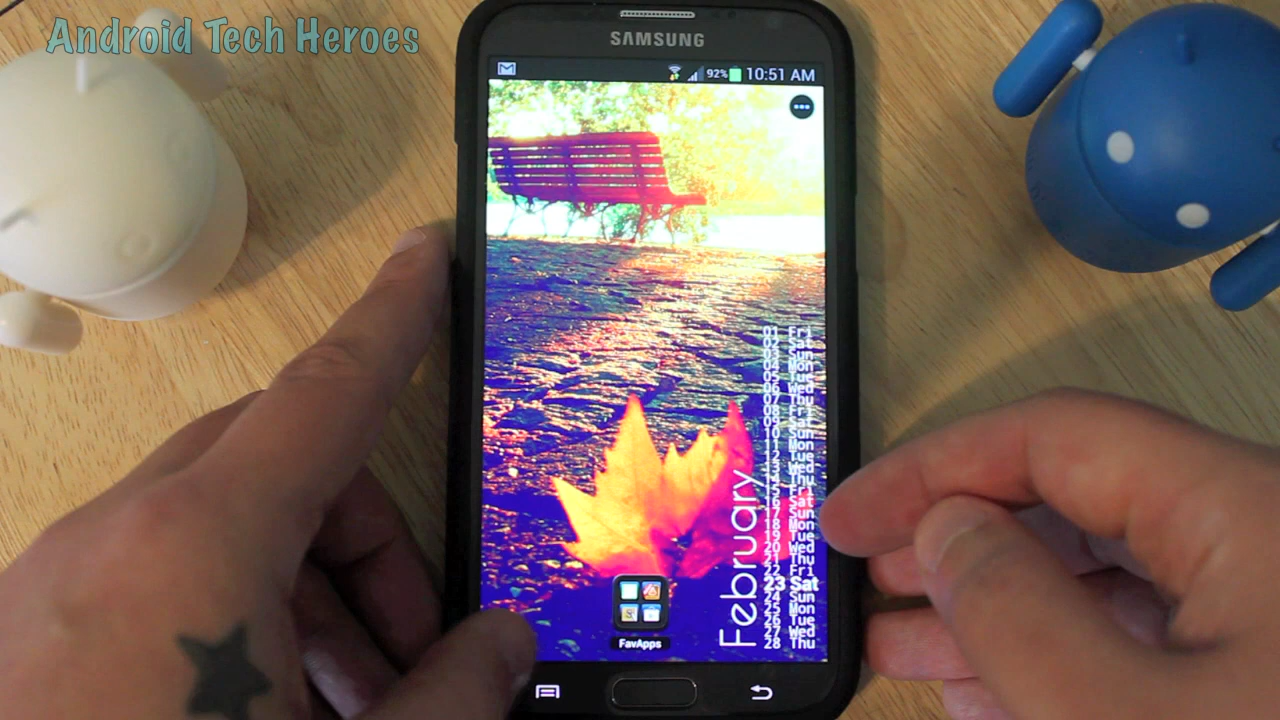 Android Tech Heroes
SAMSUNG
92% 10:51 AM
01 Fri
02 Sat
03 Sun
04 Mon
05 Tue
06 Wed
07 Thu
08 Fri
09 Sat
10 Sun
11 Mon
12 Tue
13 Wed
14 Thu
15 Fri
16 Sat
17 Sun
18 Mon
19 Tue
20 Wed
21 Thu
22 Fri
23 Sat
24 Sun
25 Mon
26 Tue
27 Wed
28 Thu
February
FavApps